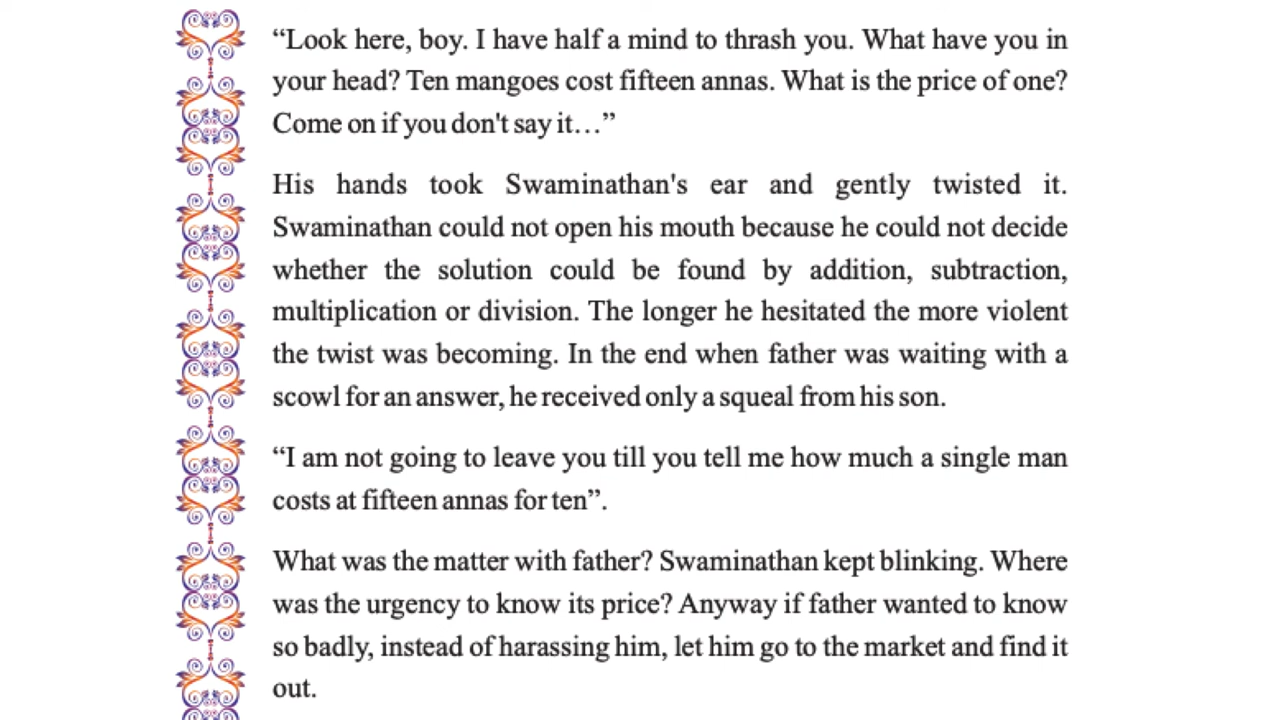 “Look here, boy. I have half a mind to thrash you. What have you in
your head? Ten mangoes cost fifteen annas. What is the price of one?
Come on if you don't say it…”
His hands took Swaminathan's ear and gently twisted it.
Swaminathan could not open his mouth because he could not decide
whether the solution could be found by addition, subtraction,
multiplication or division. The longer he hesitated the more violent
the twist was becoming. In the end when father was waiting with a
scowl for an answer, he received only a squeal from his son.
“I am not going to leave you till you tell me how much a single man
costs at fifteen annas for ten”.
What was the matter with father? Swaminathan kept blinking. Where
was the urgency to know its price? Anyway if father wanted to know
so badly, instead of harassing him, let him go to the market and find it
out.